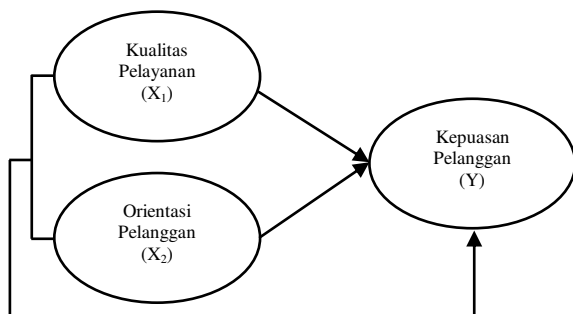 Kualitas
Pelayanan
(X₁)
Kepuasan
Pelanggan
(Y)
Orientasi
Pelanggan
(X₂)